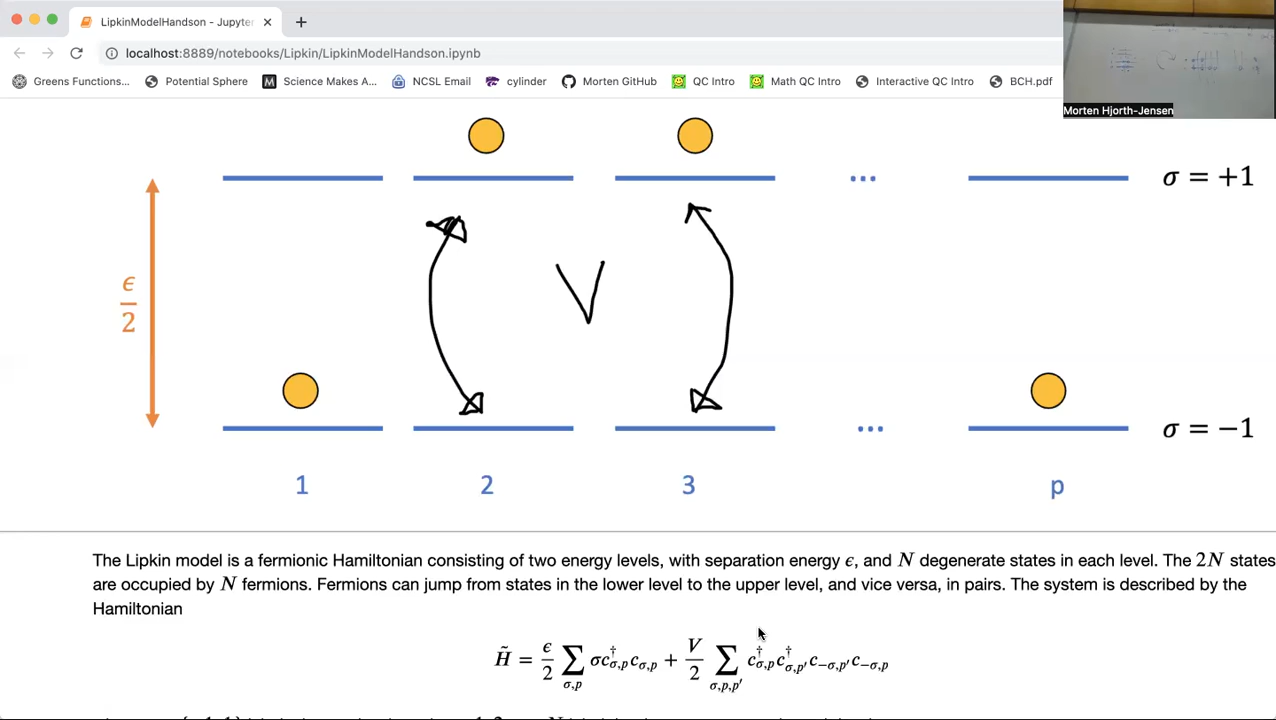 LipkinModelHandson - Jupyter
localhost:8889/notebooks/Lipkin/LipkinModelHandson.ipynb
Greens Functions... Potential Sphere Science Makes A... NCSL Email cylinder Morten GitHub QC Intro Math QC Intro Interactive QC Intro BCH.pdf
Morten Hjorth-Jensen
... σ = +1
V
ϵ/2
... σ = −1
1 2 3 p
The Lipkin model is a fermionic Hamiltonian consisting of two energy levels, with separation energy ϵ, and N degenerate states in each level. The 2N states
are occupied by N fermions. Fermions can jump from states in the lower level to the upper level, and vice versa, in pairs. The system is described by the
Hamiltonian
H̃ = ϵ/2 ∑_{σ,p} σc†_{σ,p}c_{σ,p} + V/2 ∑_{σ,p,p′} c†_{σ,p}c†_{σ,p′}c_{−σ,p′}c_{−σ,p}